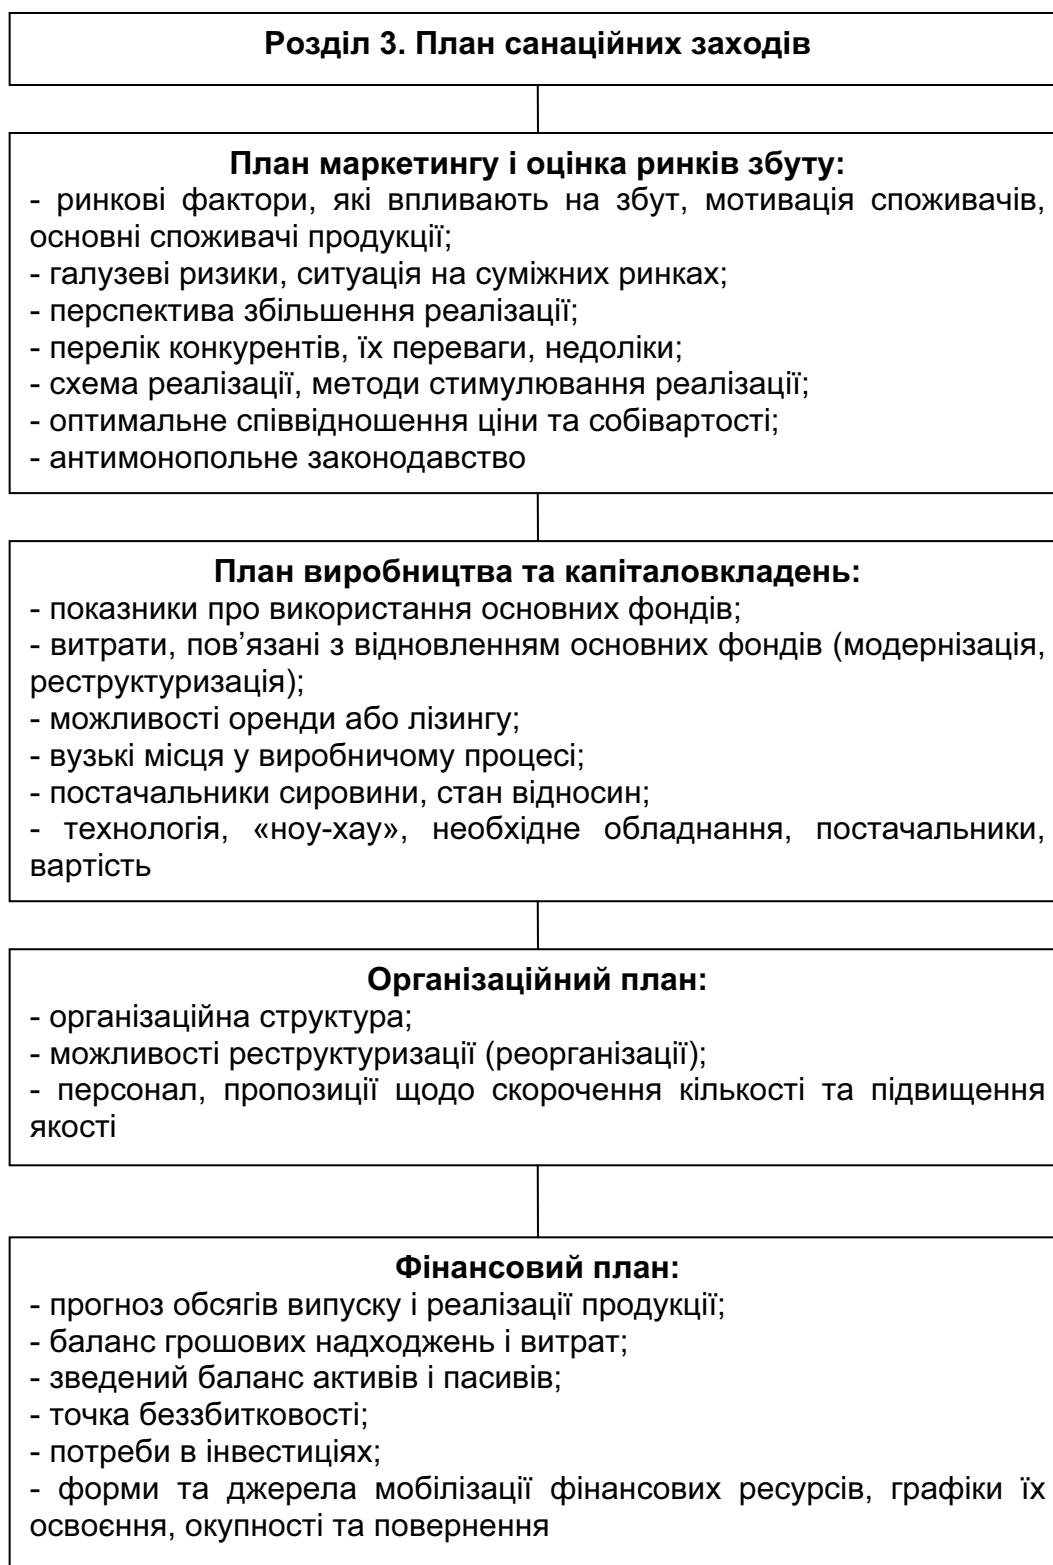 Розділ 3. План санаційних заходів
План маркетингу і оцінка ринків збуту:
- ринкові фактори, які впливають на збут, мотивація споживачів,
основні споживачі продукції;
- галузеві ризики, ситуація на суміжних ринках;
- перспектива збільшення реалізації;
- перелік конкурентів, їх переваги, недоліки;
- схема реалізації, методи стимулювання реалізації;
- оптимальне співвідношення ціни та собівартості;
- антимонопольне законодавство
План виробництва та капіталовкладень:
- показники про використання основних фондів;
- витрати, пов’язані з відновленням основних фондів (модернізація,
реструктуризація);
- можливості оренди або лізингу;
- вузькі місця у виробничому процесі;
- постачальники сировини, стан відносин;
- технологія, «ноу-хау», необхідне обладнання, постачальники,
вартість
Організаційний план:
- організаційна структура;
- можливості реструктуризації (реорганізації);
- персонал, пропозиції щодо скорочення кількості та підвищення
якості
Фінансовий план:
- прогноз обсягів випуску і реалізації продукції;
- баланс грошових надходжень і витрат;
- зведений баланс активів і пасивів;
- точка беззбитковості;
- потреби в інвестиціях;
- форми та джерела мобілізації фінансових ресурсів, графіки їх
освоєння, окупності та повернення